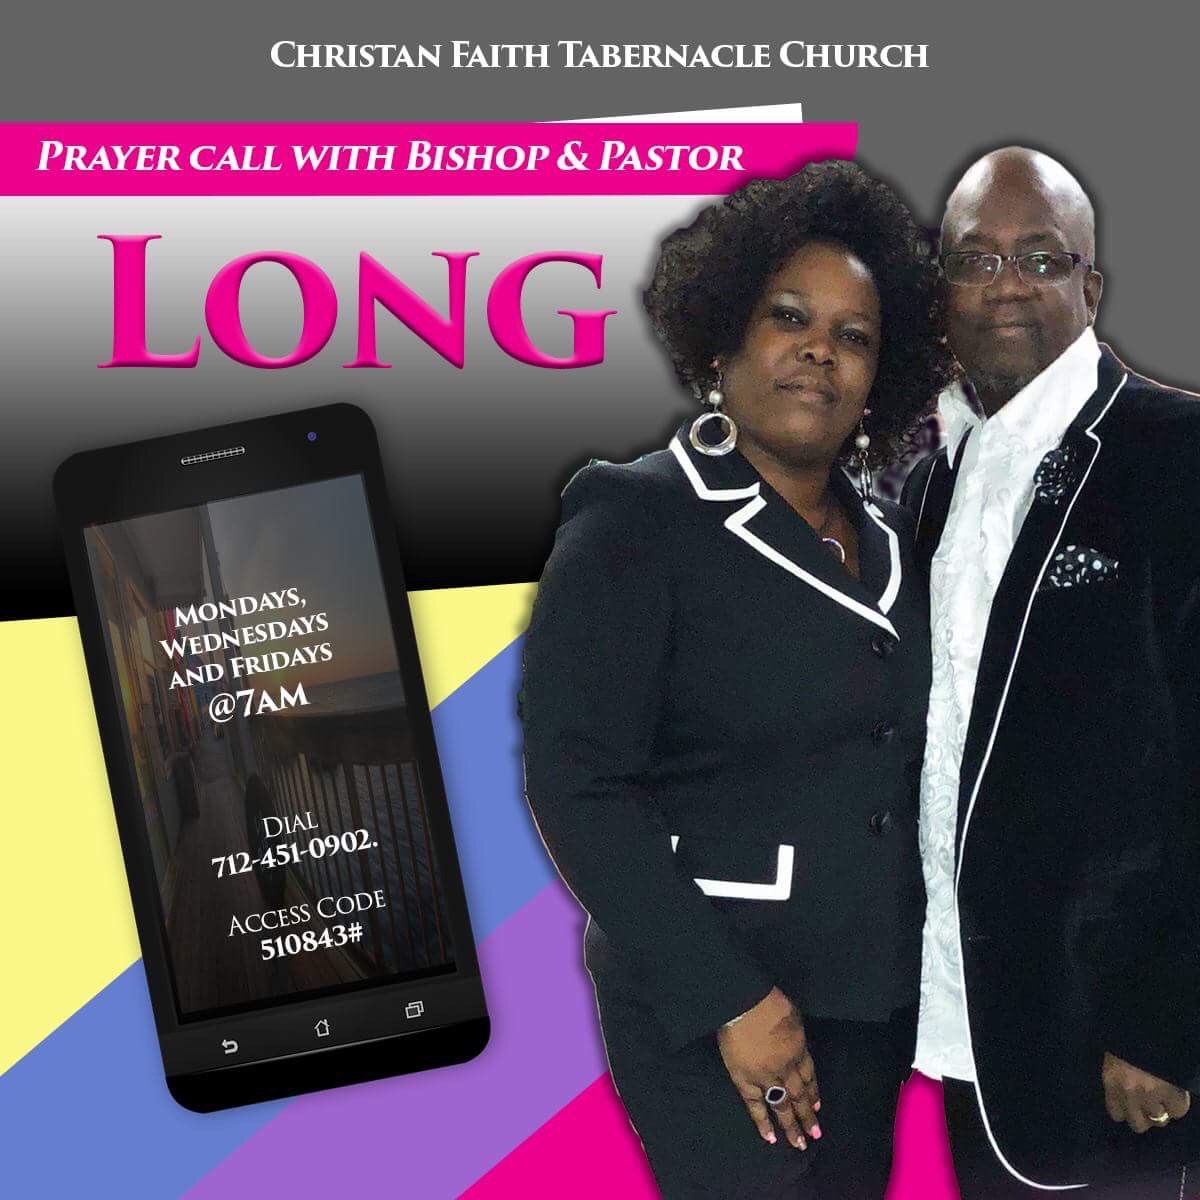 Christan Faith Tabernacle Church
Prayer call with Bishop & Pastor
Long
Mondays,
Wednesdays
and Fridays
@7am
Dial
712-451-0902.
Access Code
510843#